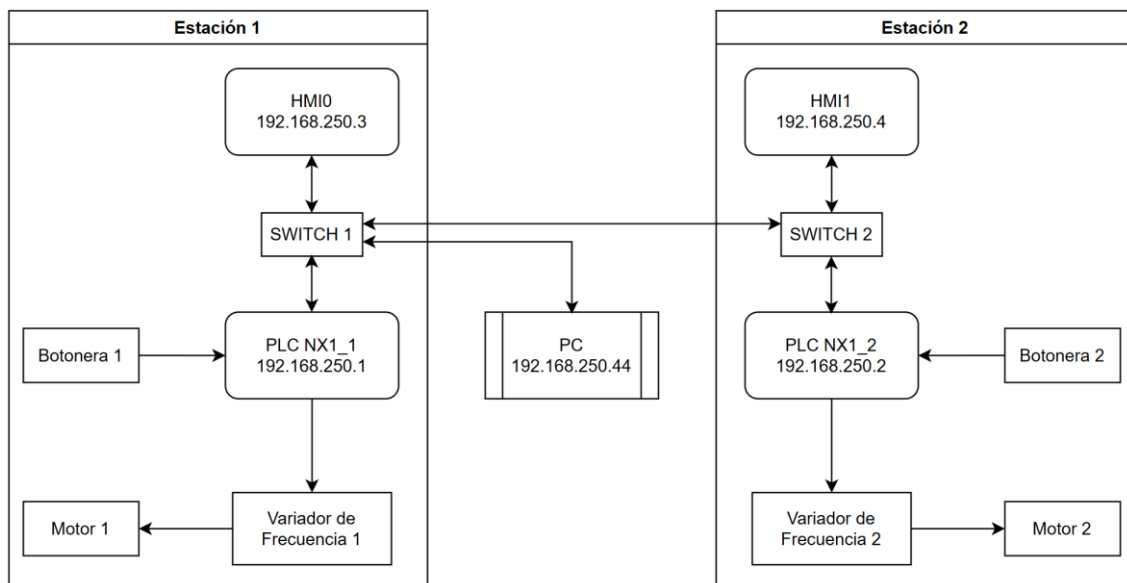 Estación 1
HMI0
192.168.250.3
SWITCH 1
Botonera 1
PLC NX1_1
192.168.250.1
Motor 1
Variador de
Frecuencia 1
PC
192.168.250.44
Estación 2
HMI1
192.168.250.4
SWITCH 2
PLC NX1_2
192.168.250.2
Botonera 2
Variador de
Frecuencia 2
Motor 2